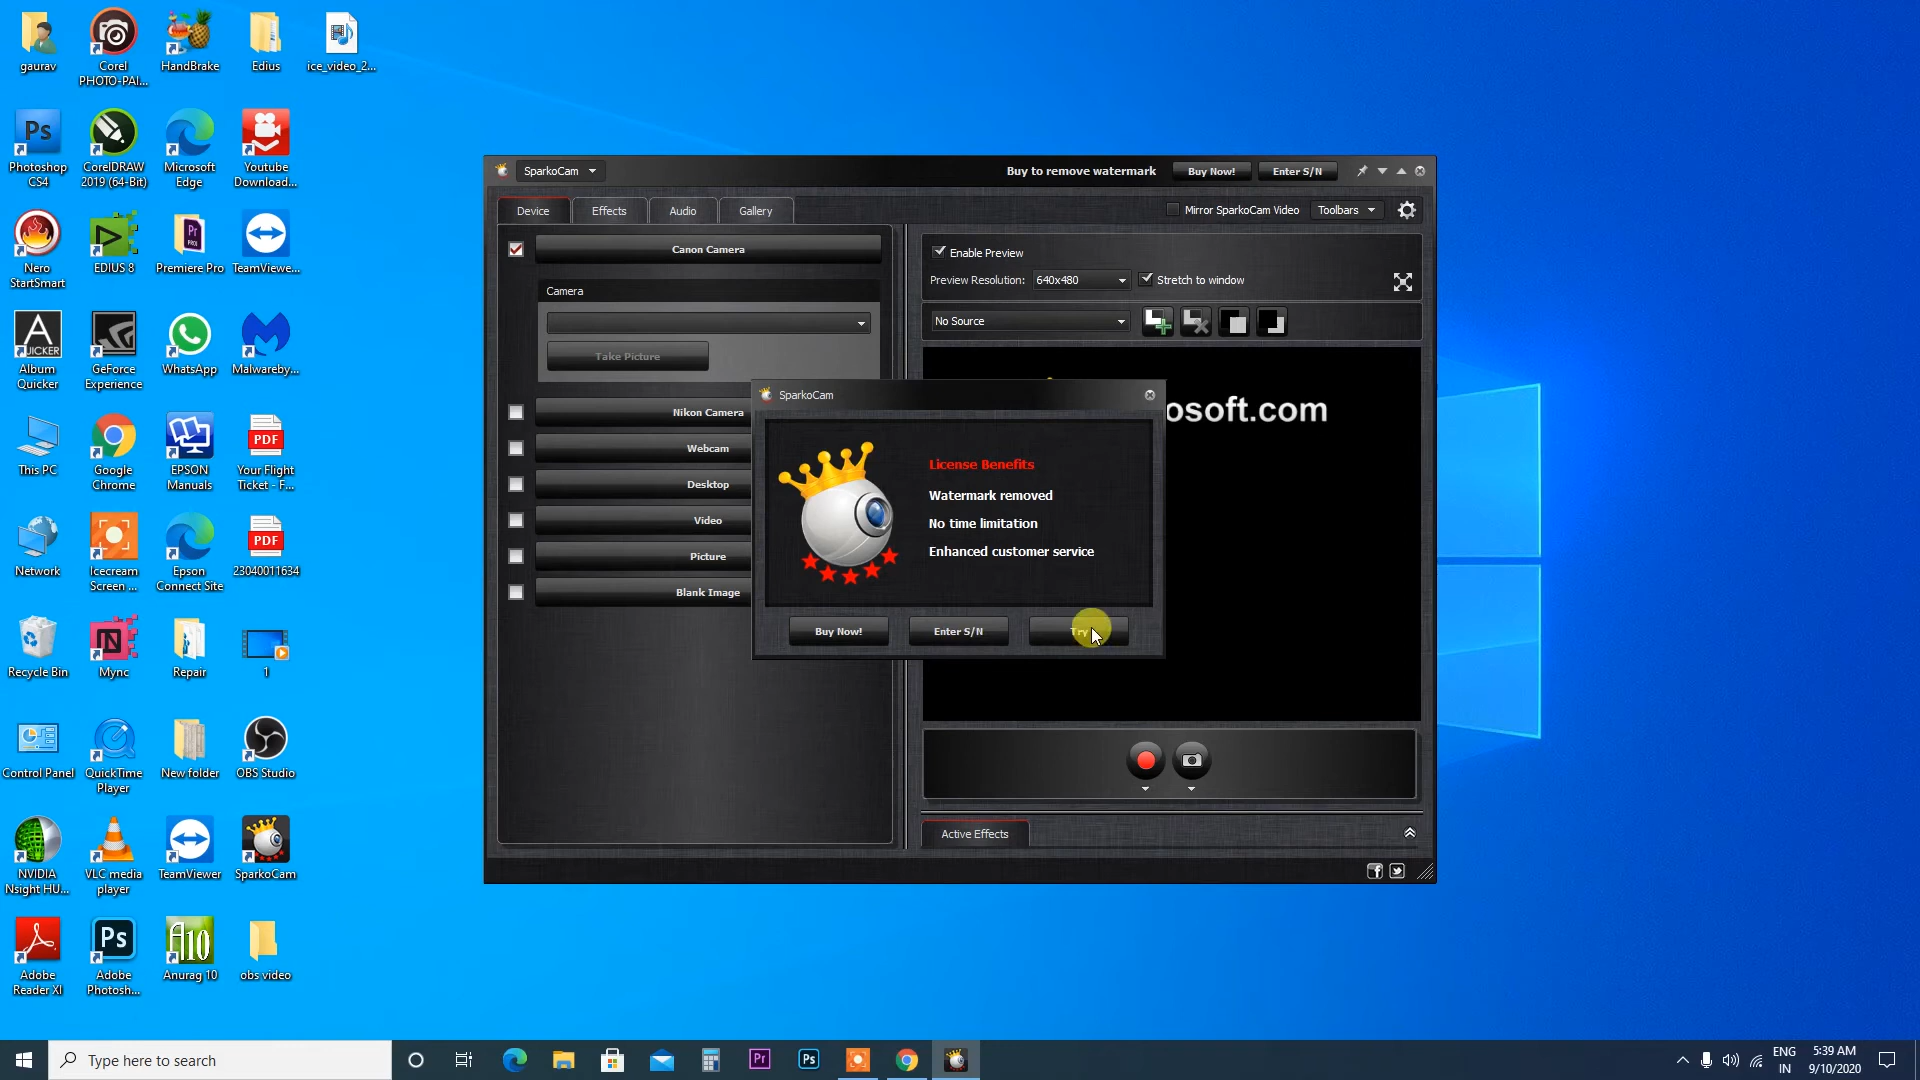 gaurav
Corel
PHOTO-PAI...
HandBrake
Edius
ice_video_2...
Photoshop
CS4
CorelDRAW
2019 (64-Bit)
Microsoft
Edge
Youtube
Download...
Nero
StartSmart
EDIUS 8
Premiere Pro
TeamViewe...
Album
Quicker
GeForce
Experience
WhatsApp
Malwareby...
This PC
Google
Chrome
EPSON
Manuals
Your Flight
Ticket - F...
Network
Icecream
Screen ...
Epson
Connect Site
23040011634
Recycle Bin
Mync
Repair
1
Control Panel
QuickTime
Player
New folder
OBS Studio
NVIDIA
Nsight HU...
VLC media
player
TeamViewer
SparkoCam
Adobe
Reader XI
Adobe
Photosh...
Anurag 10
obs video
SparkoCam
Buy to remove watermark
Buy Now!
Enter S/N
Device
Effects
Audio
Gallery
Mirror SparkoCam Video
Toolbars
Canon Camera
Camera
Take Picture
Nikon Camera
Webcam
Desktop
Video
Picture
Blank Image
Enable Preview
Preview Resolution: 640x480
Stretch to window
No Source
osoft.com
SparkoCam
License Benefits
Watermark removed
No time limitation
Enhanced customer service
Buy Now!
Enter S/N
Try
Active Effects
Type here to search
ENG
IN
5:39 AM
9/10/2020